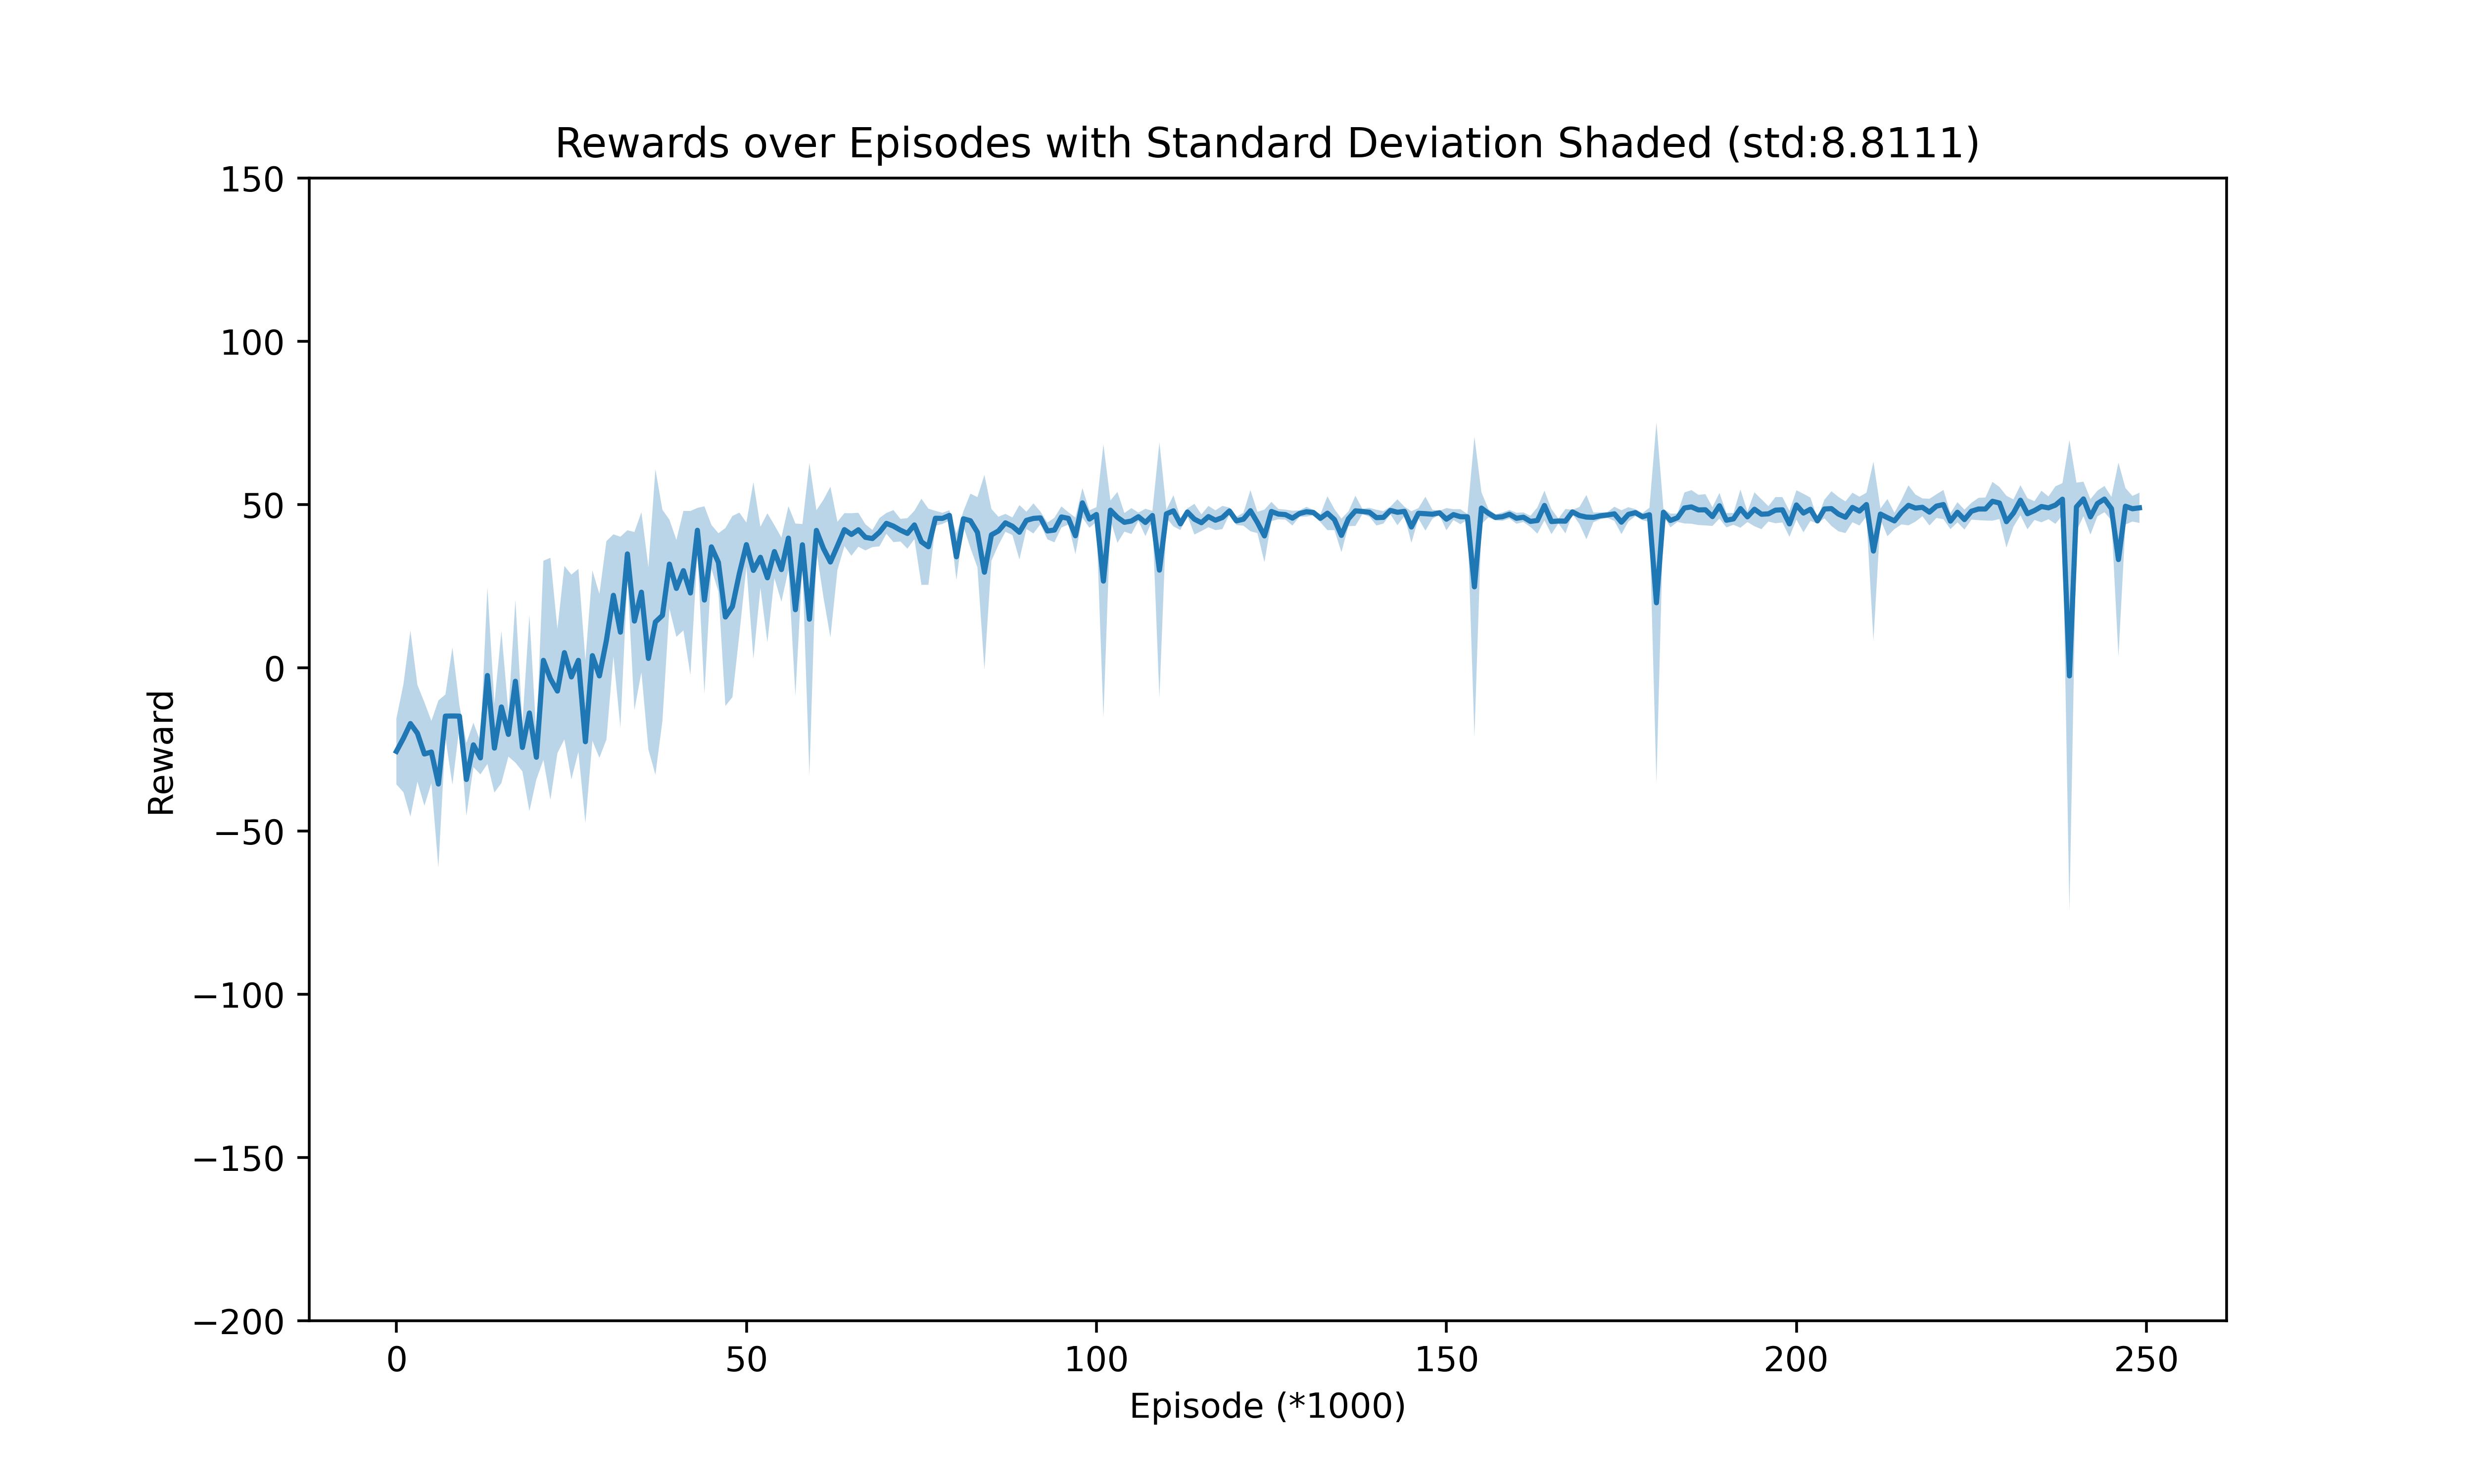 Rewards over Episodes with Standard Deviation Shaded (std:8.8111)
150
100
50
0
−50
−100
−150
−200
Reward
0 50 100 150 200 250
Episode (*1000)